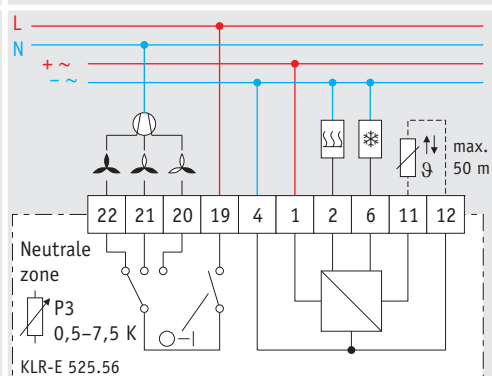 L
N
+ ~
− ~
max.
50 m
ϑ
22 21 20 19 4 1 2 6 11 12
Neutrale
zone
P3
0,5–7,5 K
KLR-E 525.56